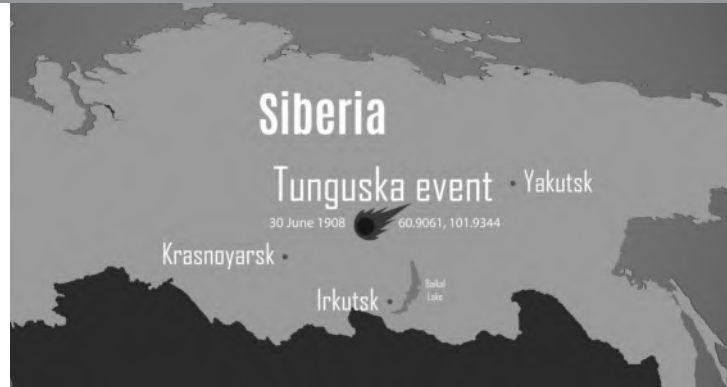 Siberia
Tunguska event
Yakutsk
30 June 1908
60.9061, 101.9344
Krasnoyarsk
Irkutsk
Baikal
Lake